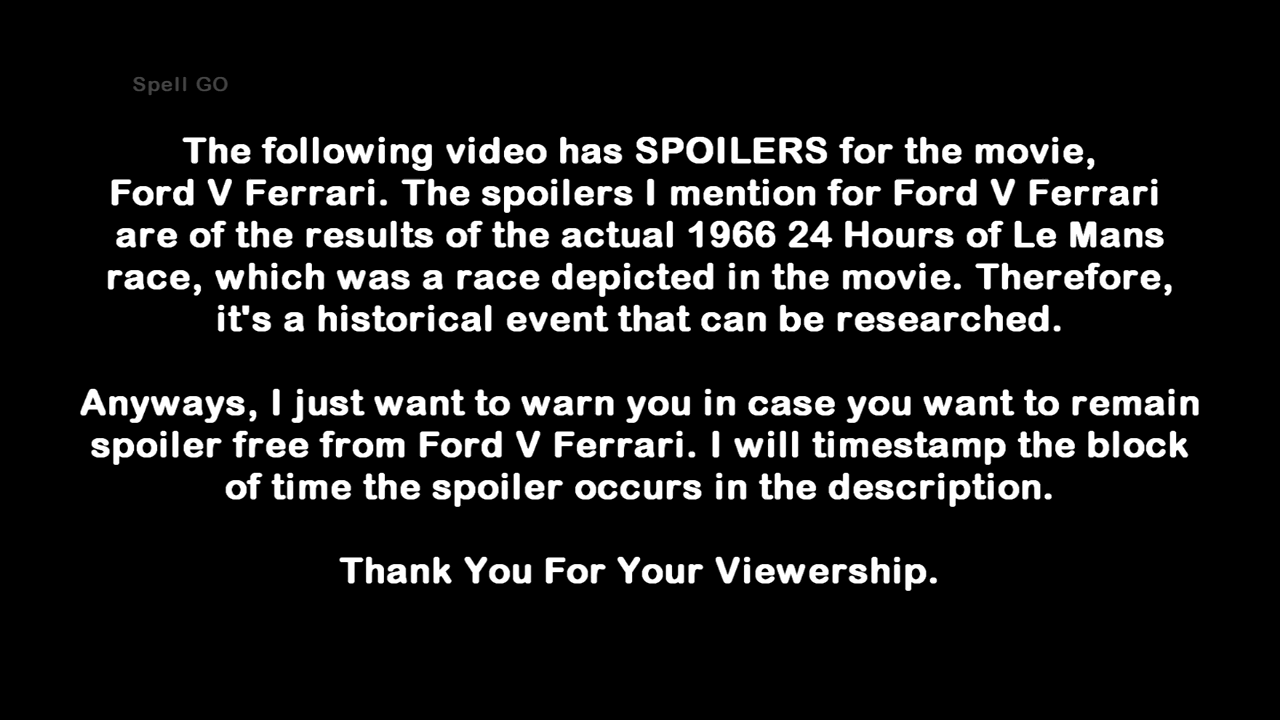 Spell GO
The following video has SPOILERS for the movie,
Ford V Ferrari. The spoilers I mention for Ford V Ferrari
are of the results of the actual 1966 24 Hours of Le Mans
race, which was a race depicted in the movie. Therefore,
it's a historical event that can be researched.
Anyways, I just want to warn you in case you want to remain
spoiler free from Ford V Ferrari. I will timestamp the block
of time the spoiler occurs in the description.
Thank You For Your Viewership.